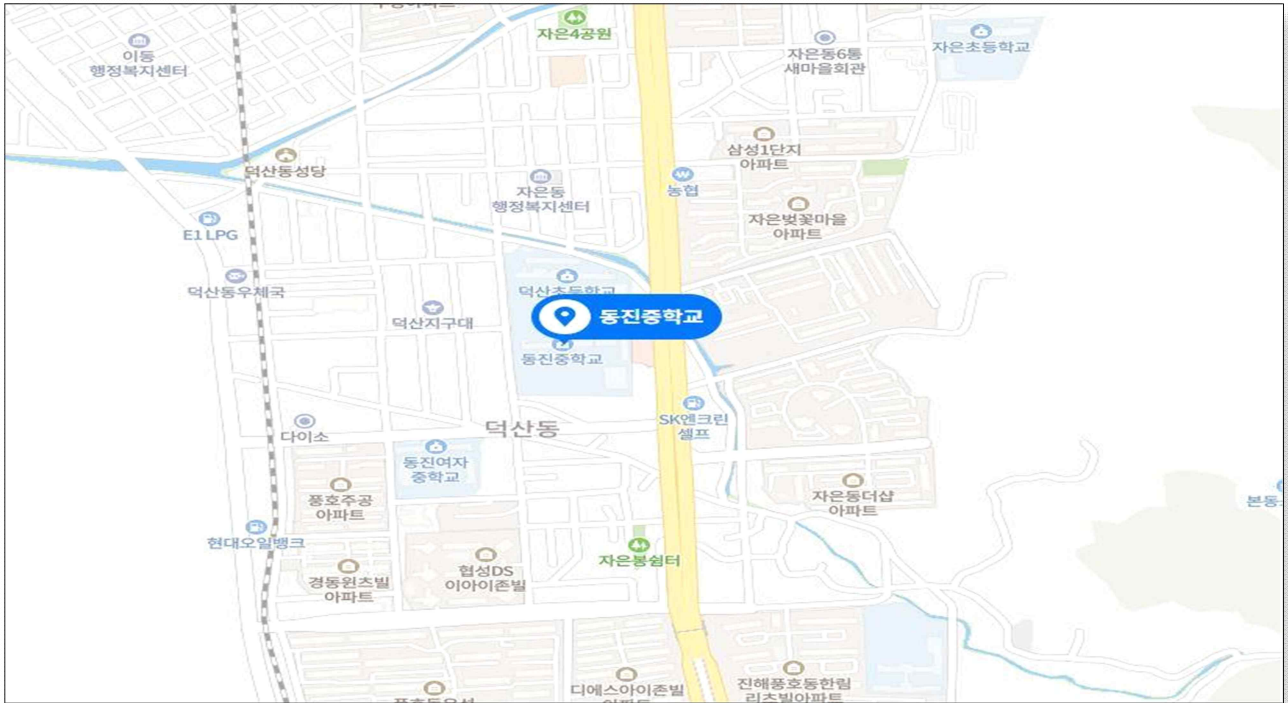 자은4공원
이동
행정복지센터
자은동6통
새마을회관
자은초등학교
삼성1단지
아파트
덕산동성당
자은동
행정복지센터
농협
자은벚꽃마을
아파트
E1 LPG
덕산동우체국
덕산초등학교
덕산지구대
동진중학교
동진중학교
SK엔크린
셀프
다이소
덕산동
동진여자
중학교
풍호주공
아파트
자은동더샵
아파트
본동
현대오일뱅크
자은봉쉼터
경동윈츠빌
아파트
협성DS
이아이존빌
디에스아이존빌
아파트
진해풍호동한림
리츠빌아파트